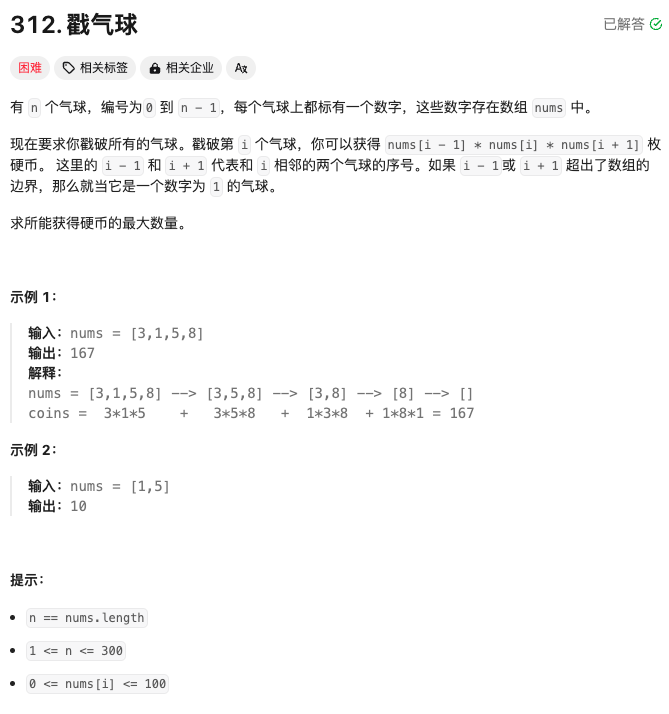 312. 戳气球
已解答
困难 相关标签 相关企业 Aあ
有 n 个气球，编号为0 到 n - 1，每个气球上都标有一个数字，这些数字存在数组 nums 中。
现在要求你戳破所有的气球。戳破第 i 个气球，你可以获得 nums[i - 1] * nums[i] * nums[i + 1] 枚
硬币。 这里的 i - 1 和 i + 1 代表和 i 相邻的两个气球的序号。如果 i - 1或 i + 1 超出了数组的
边界，那么就当它是一个数字为 1 的气球。
求所能获得硬币的最大数量。
示例 1：
输入：nums = [3,1,5,8]
输出：167
解释：
nums = [3,1,5,8] --> [3,5,8] --> [3,8] --> [8] --> []
coins =  3*1*5    +   3*5*8   +  1*3*8  + 1*8*1 = 167
示例 2：
输入：nums = [1,5]
输出：10
提示：
• n == nums.length
• 1 <= n <= 300
• 0 <= nums[i] <= 100